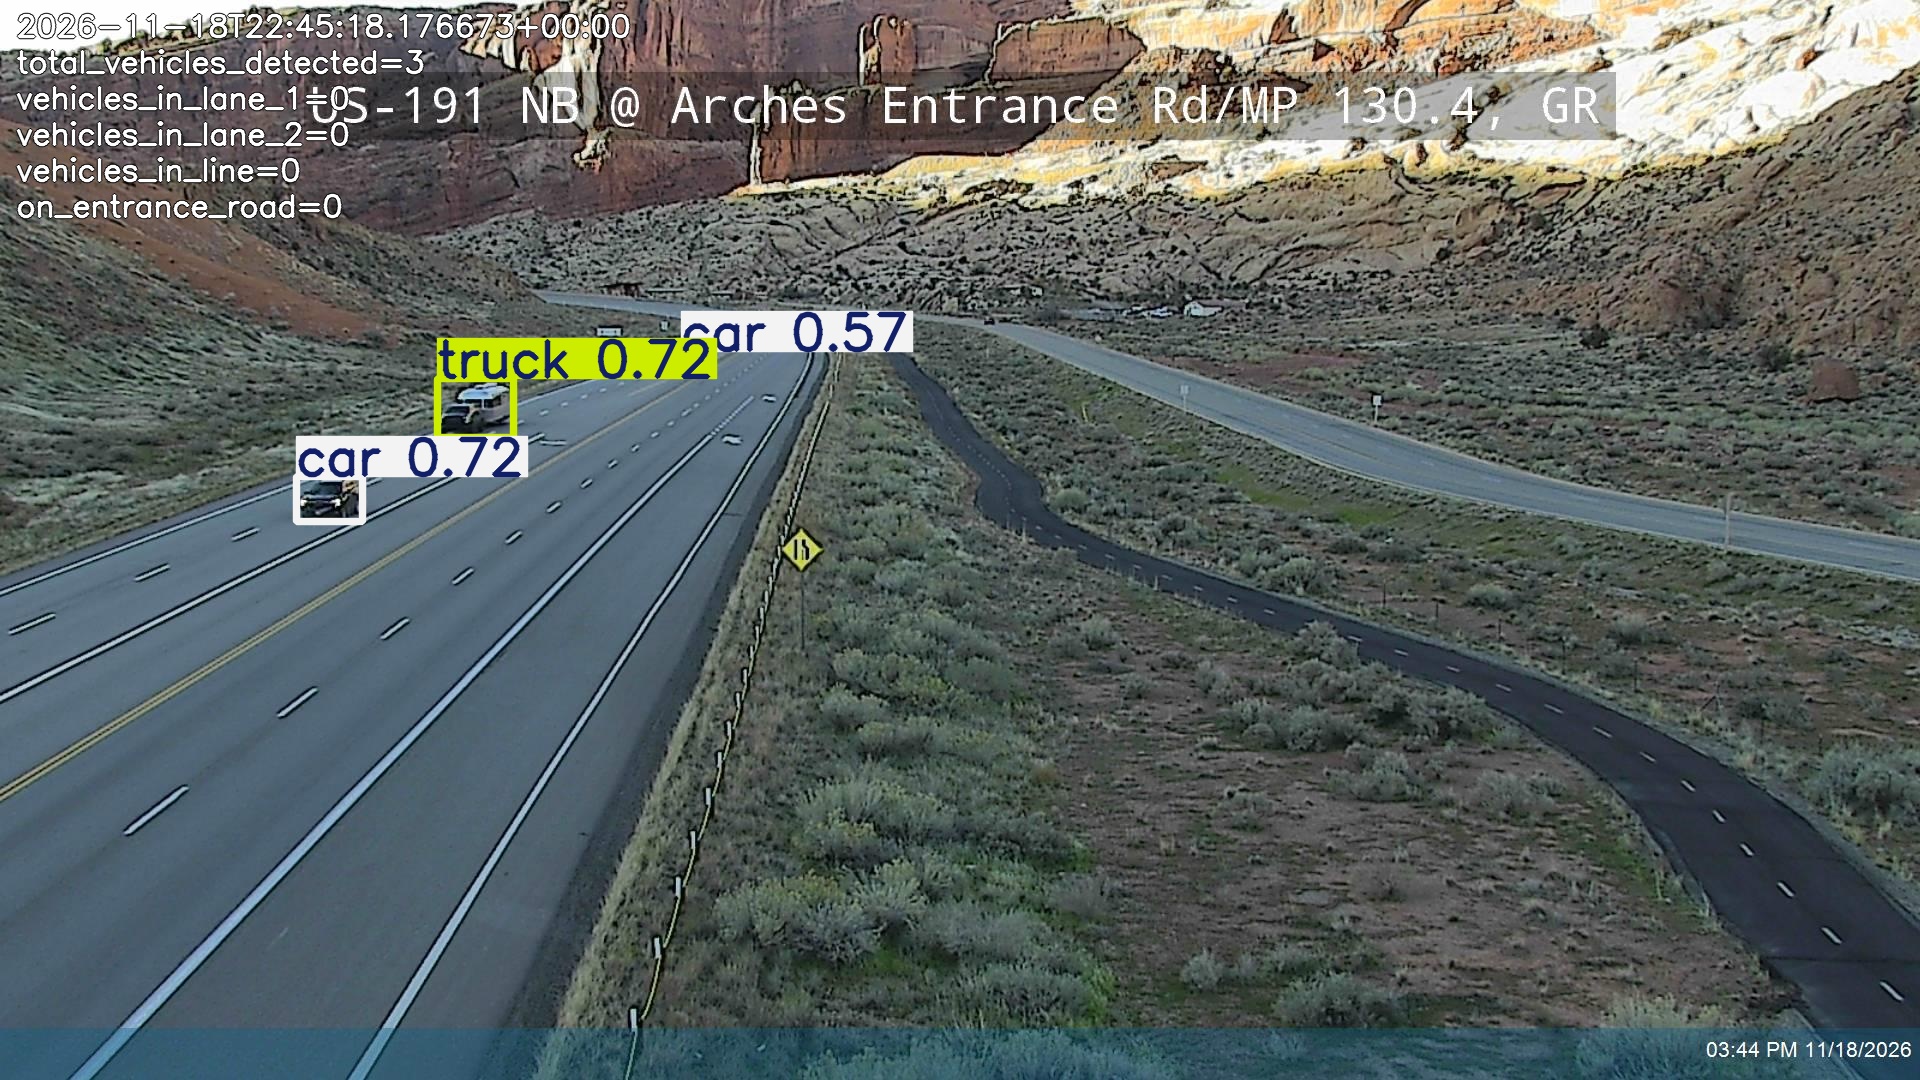 2026-11-18T22:45:18.176673+00:00
total_vehicles_detected=3
vehicles_in_lane_1=0
US-191 NB @ Arches Entrance Rd/MP 130.4, GR
vehicles_in_lane_2=0
vehicles_in_line=0
on_entrance_road=0
car 0.57
truck 0.72
car 0.72
03:44 PM 11/18/2026